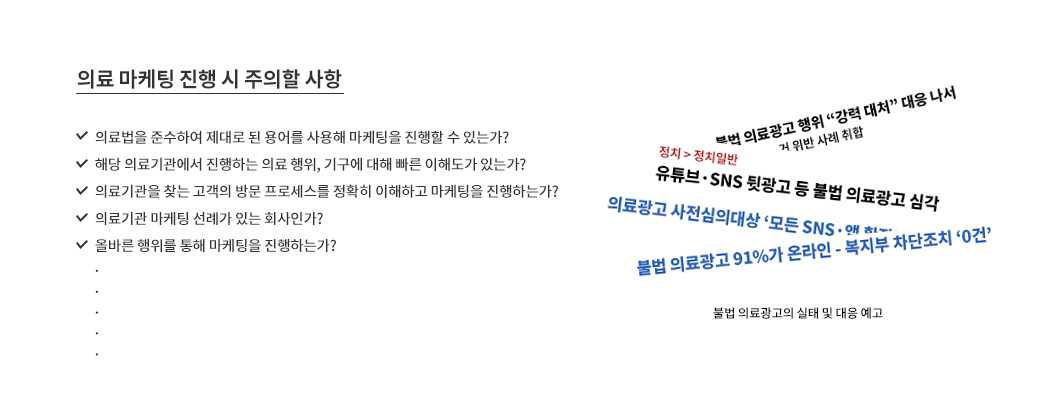 의료 마케팅 진행 시 주의할 사항
의료법을 준수하여 제대로 된 용어를 사용해 마케팅을 진행할 수 있는가?
해당 의료기관에서 진행하는 의료 행위, 기구에 대해 빠른 이해도가 있는가?
의료기관을 찾는 고객의 방문 프로세스를 정확히 이해하고 마케팅을 진행하는가?
의료기관 마케팅 선례가 있는 회사인가?
올바른 행위를 통해 마케팅을 진행하는가?
·
·
·
·
·
불법 의료광고 행위 “강력 대처” 대응 나서
위반 사례 취합
정치 > 정치일반
유튜브·SNS 뒷광고 등 불법 의료광고 심각
의료광고 사전심의대상 ‘모든 SNS·앱
불법 의료광고 91%가 온라인 - 복지부 차단조치 ‘0건’
불법 의료광고의 실태 및 대응 예고